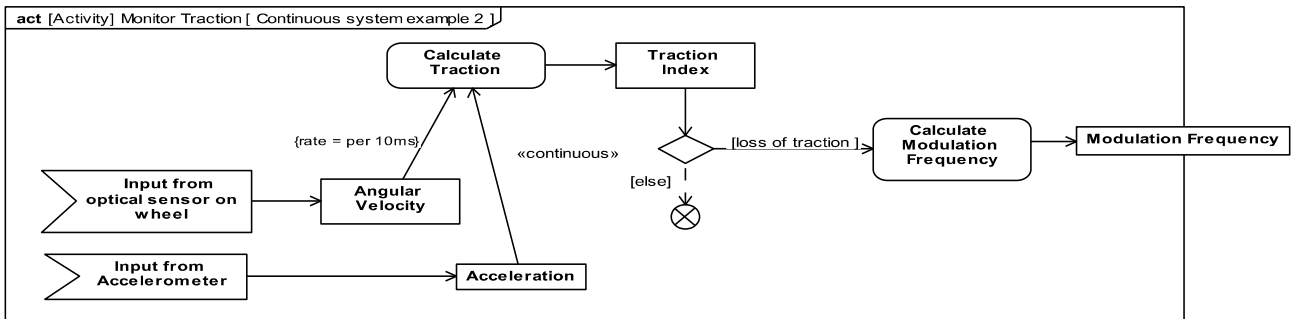 act [Activity] Monitor Traction [ Continuous system example 2 ]
Calculate
Traction
Traction
Index
{rate = per 10ms}
«continuous»
[loss of traction ]
Calculate
Modulation
Frequency
Modulation Frequency
[else]
Input from
optical sensor on
wheel
Angular
Velocity
Input from
Accelerometer
Acceleration